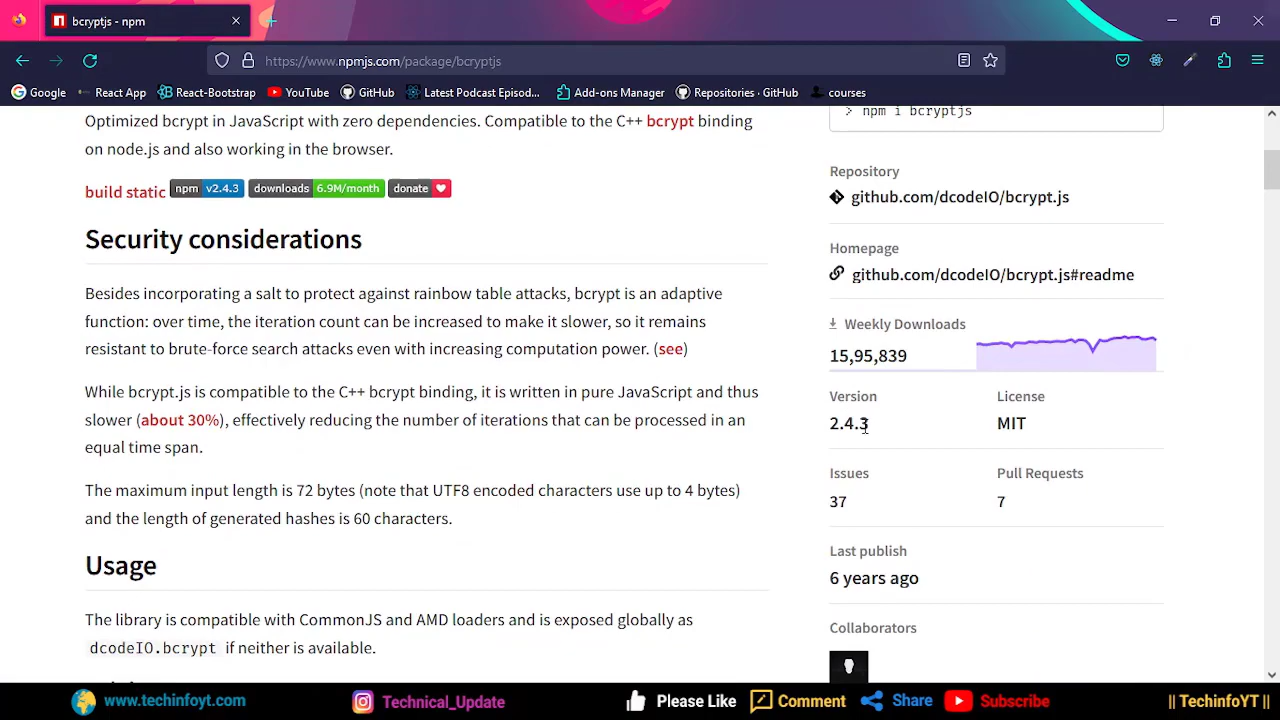 bcryptjs - npm
https://www.npmjs.com/package/bcryptjs
Google
React App
React-Bootstrap
YouTube
GitHub
Latest Podcast Episod...
Add-ons Manager
Repositories · GitHub
courses
Optimized bcrypt in JavaScript with zero dependencies. Compatible to the C++ bcrypt binding
on node.js and also working in the browser.
build static npm v2.4.3 downloads 6.9M/month donate
Security considerations
Besides incorporating a salt to protect against rainbow table attacks, bcrypt is an adaptive
function: over time, the iteration count can be increased to make it slower, so it remains
resistant to brute-force search attacks even with increasing computation power. (see)
While bcrypt.js is compatible to the C++ bcrypt binding, it is written in pure JavaScript and thus
slower (about 30%), effectively reducing the number of iterations that can be processed in an
equal time span.
The maximum input length is 72 bytes (note that UTF8 encoded characters use up to 4 bytes)
and the length of generated hashes is 60 characters.
Usage
The library is compatible with CommonJS and AMD loaders and is exposed globally as
dcodeIO.bcrypt if neither is available.
> npm i bcryptjs
Repository
github.com/dcodeIO/bcrypt.js
Homepage
github.com/dcodeIO/bcrypt.js#readme
Weekly Downloads
15,95,839
Version
2.4.3
License
MIT
Issues
37
Pull Requests
7
Last publish
6 years ago
Collaborators
www.techinfoyt.com
Technical_Update
Please Like
Comment
Share
Subscribe
|| TechinfoYT ||